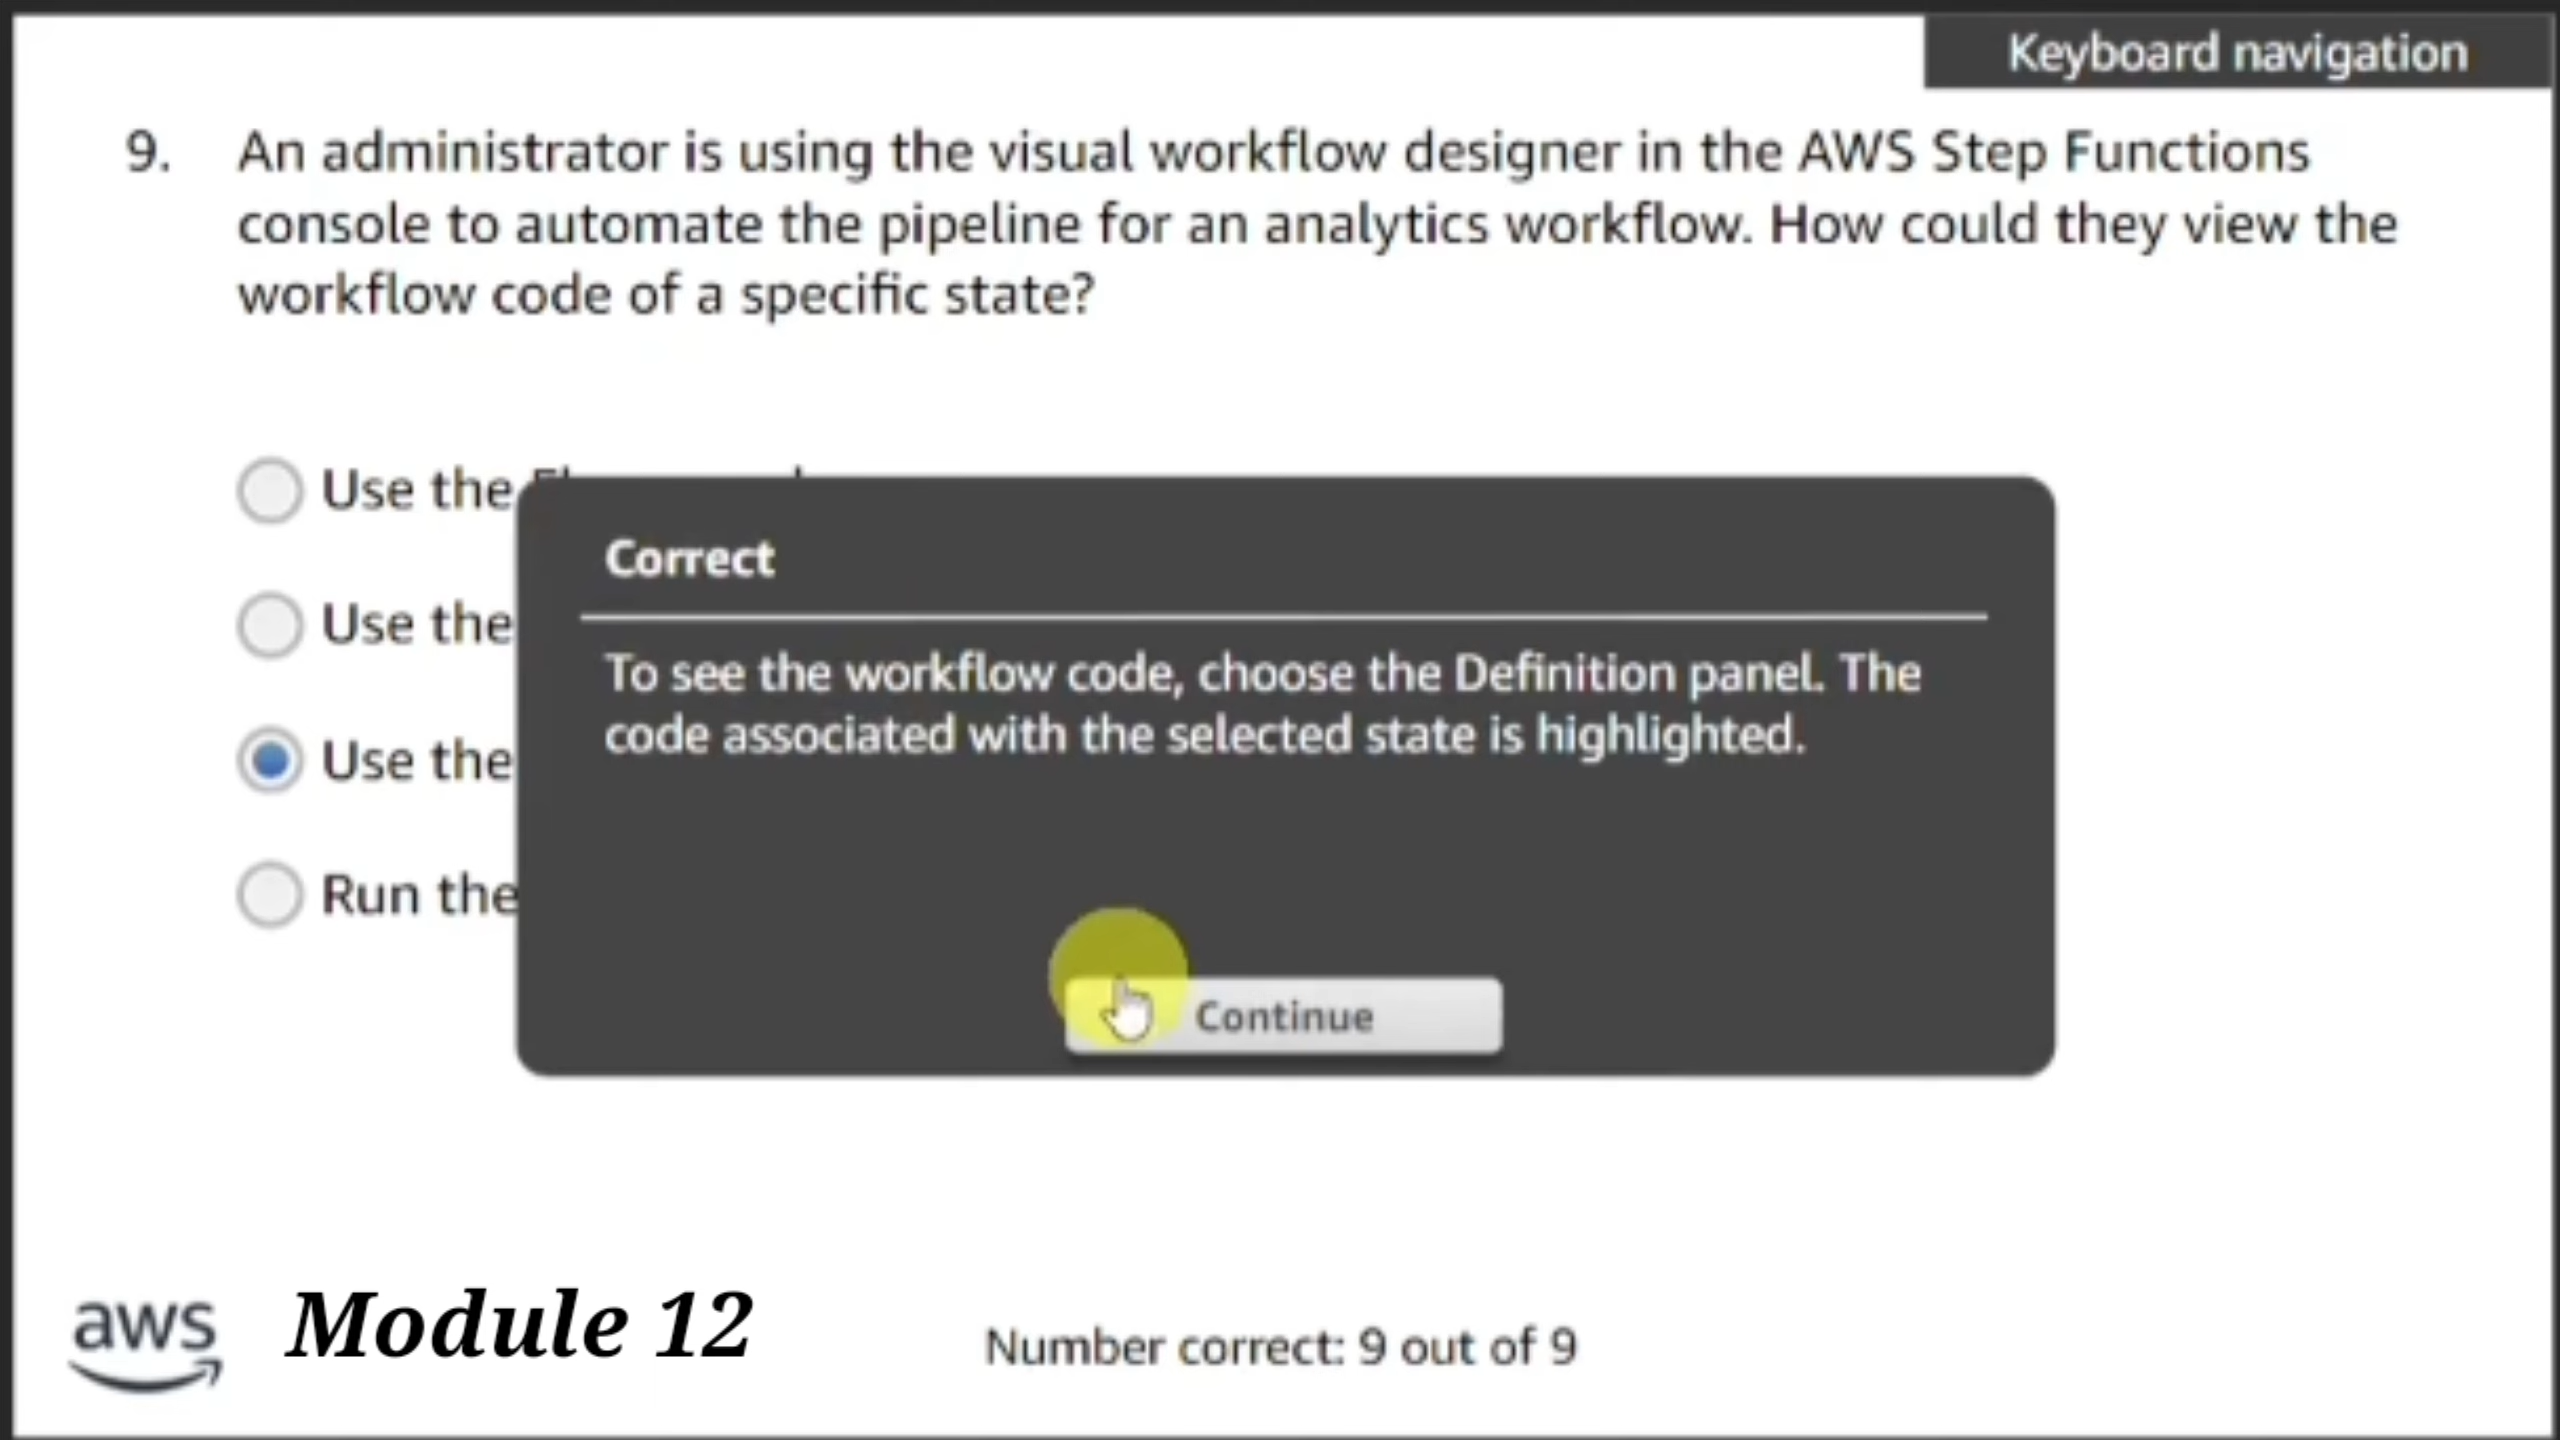 Keyboard navigation
9. An administrator is using the visual workflow designer in the AWS Step Functions
console to automate the pipeline for an analytics workflow. How could they view the
workflow code of a specific state?
Use the
Correct
Use the
To see the workflow code, choose the Definition panel. The
code associated with the selected state is highlighted.
Use the
Run the
Continue
aws
Module 12
Number correct: 9 out of 9